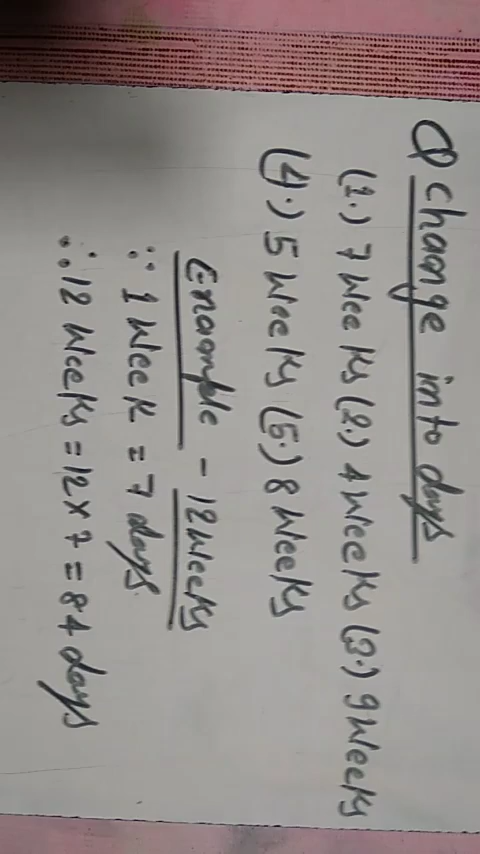 Q change into days
(1.) 7 Weeks (2.) 4 Weeks (3.) 9 Weeks
(4.) 5 Weeks (5.) 8 Weeks
Example - 12 Weeks
∵ 1 Week = 7 days.
∴ 12 Weeks = 12 × 7 = 84 days